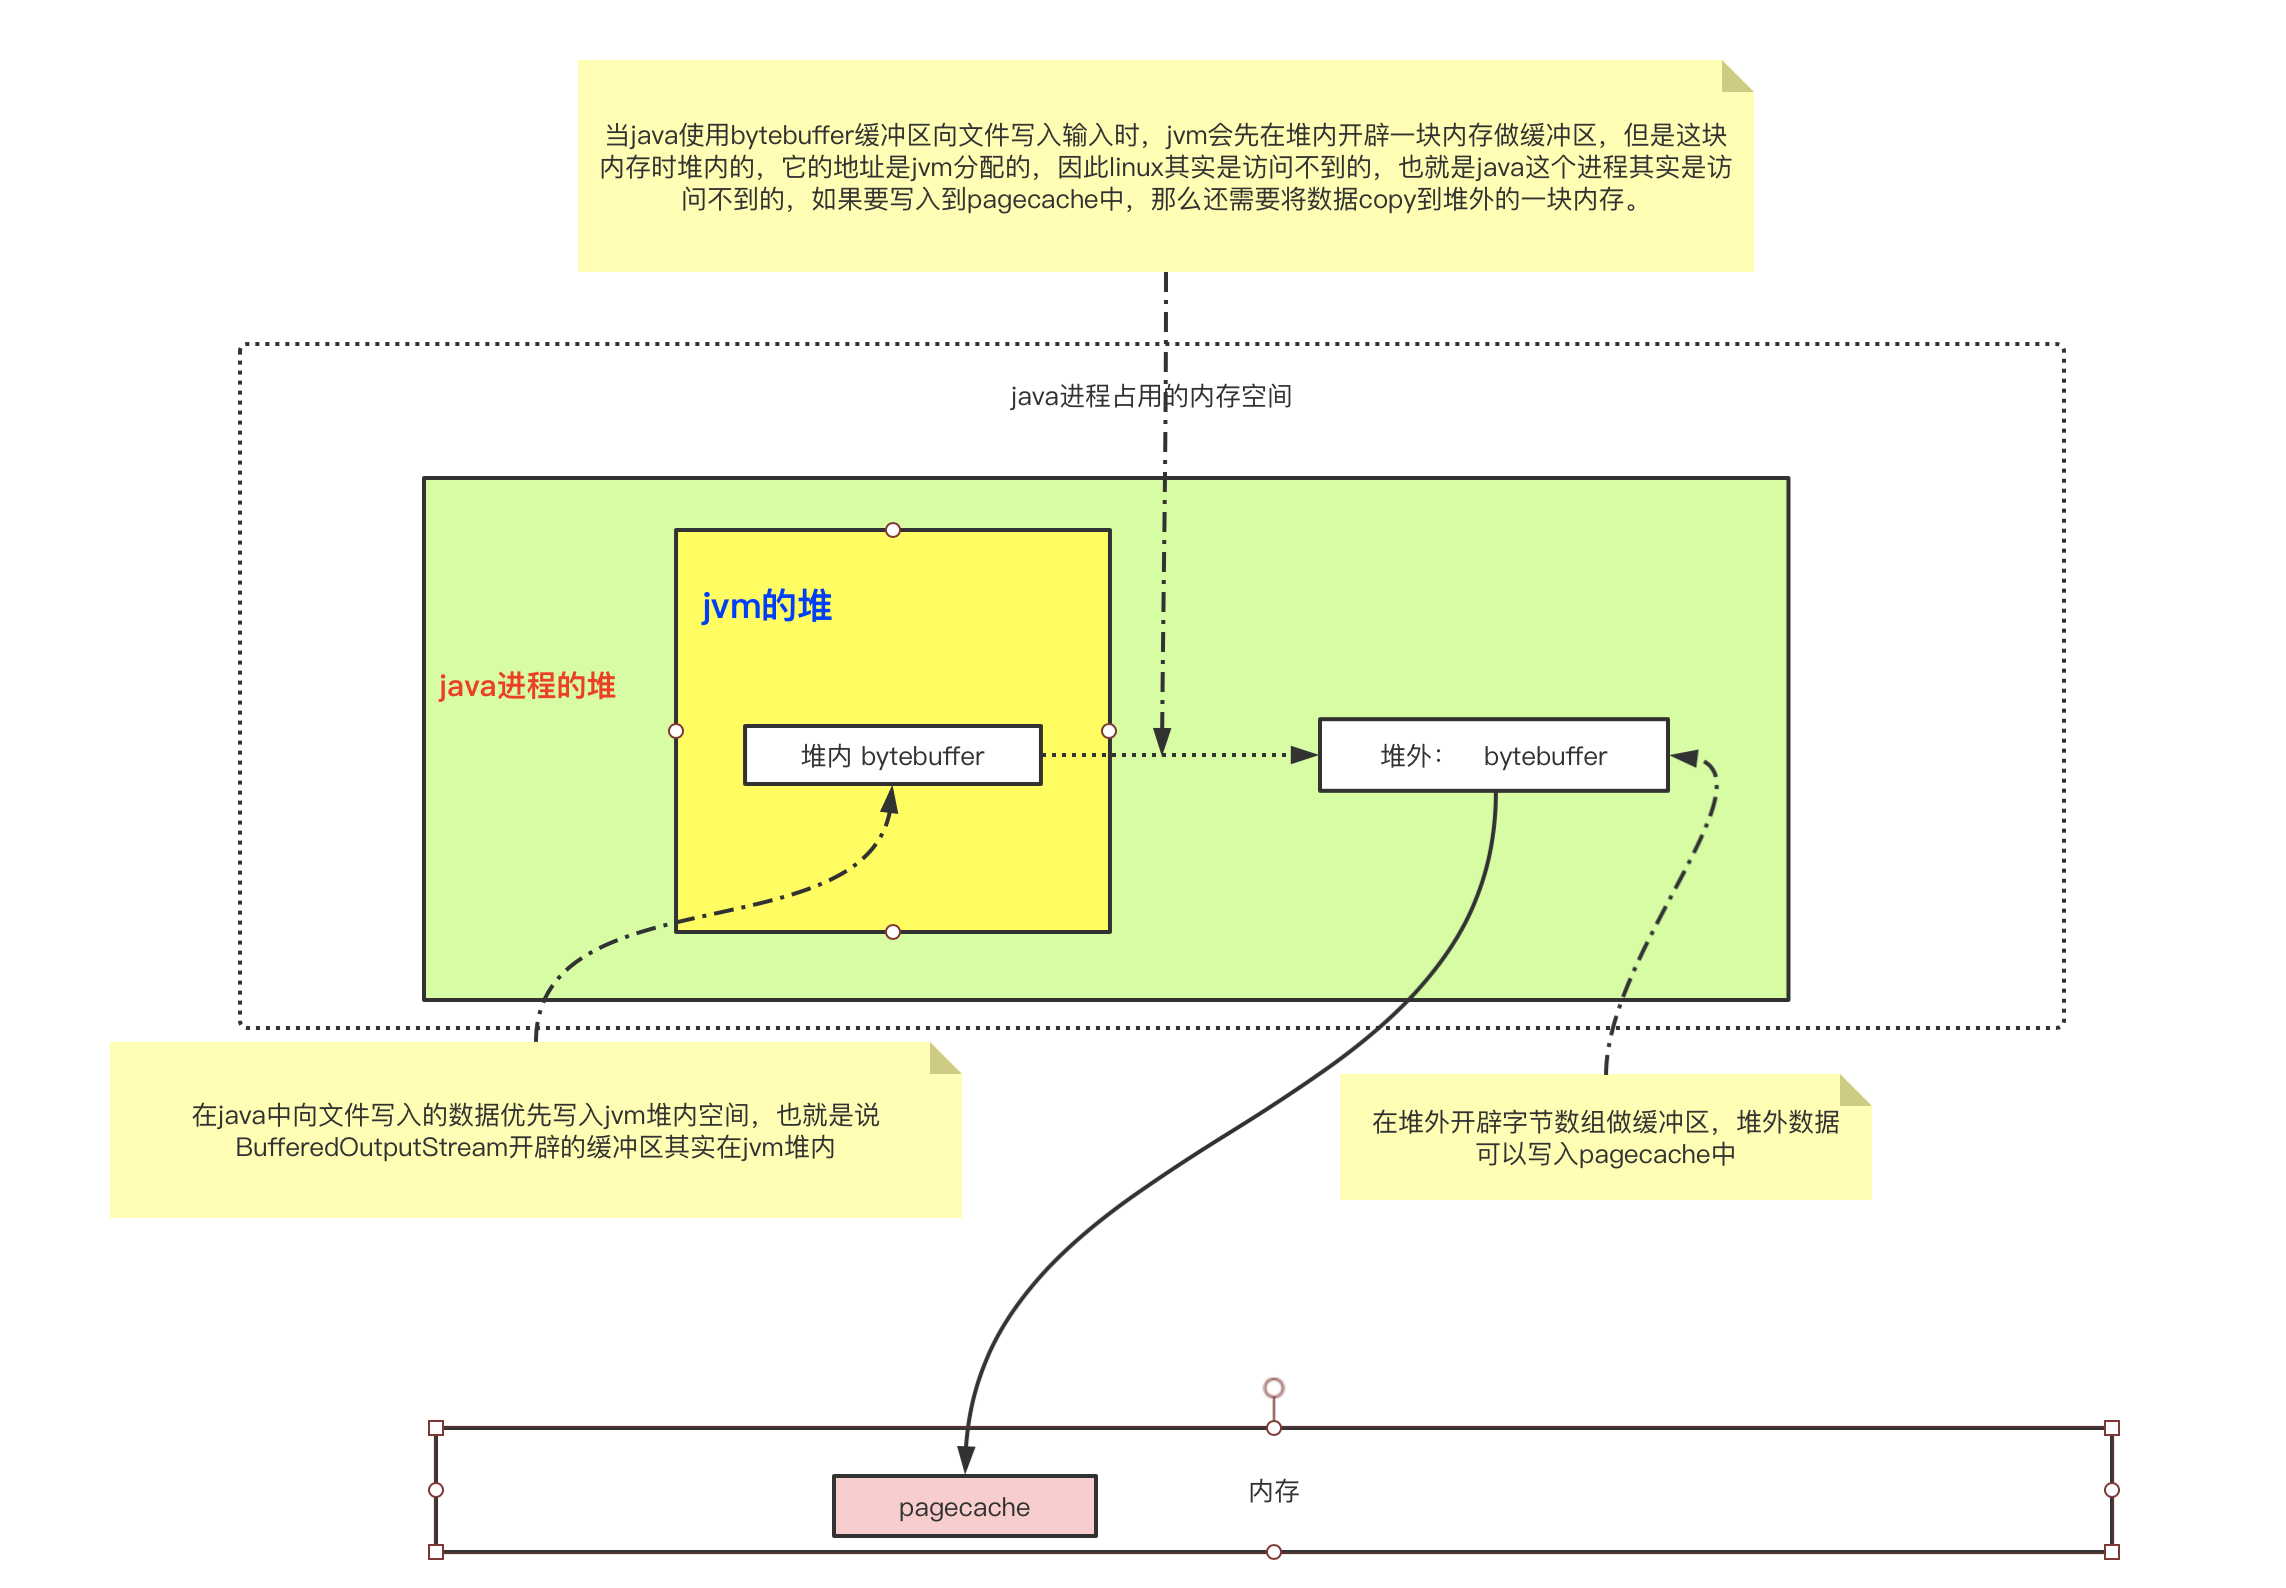 当java使用bytebuffer缓冲区向文件写入输入时，jvm会先在堆内开辟一块内存做缓冲区，但是这块
内存时堆内的，它的地址是jvm分配的，因此linux其实是访问不到的，也就是java这个进程其实是访
问不到的，如果要写入到pagecache中，那么还需要将数据copy到堆外的一块内存。
java进程占用的内存空间
jvm的堆
java进程的堆
堆内 bytebuffer
堆外： bytebuffer
在java中向文件写入的数据优先写入jvm堆内空间，也就是说
BufferedOutputStream开辟的缓冲区其实在jvm堆内
在堆外开辟字节数组做缓冲区，堆外数据
可以写入pagecache中
内存
pagecache